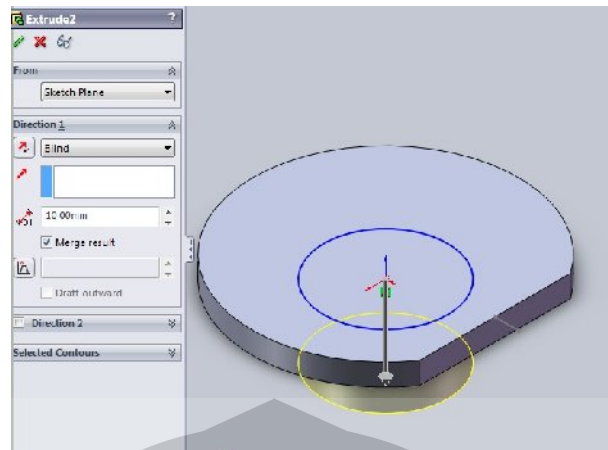 Extrude2 ?
From
Sketch Plane
Direction 1
Blind
10.00mm
Merge result
Draft outward
Direction 2
Selected Contours